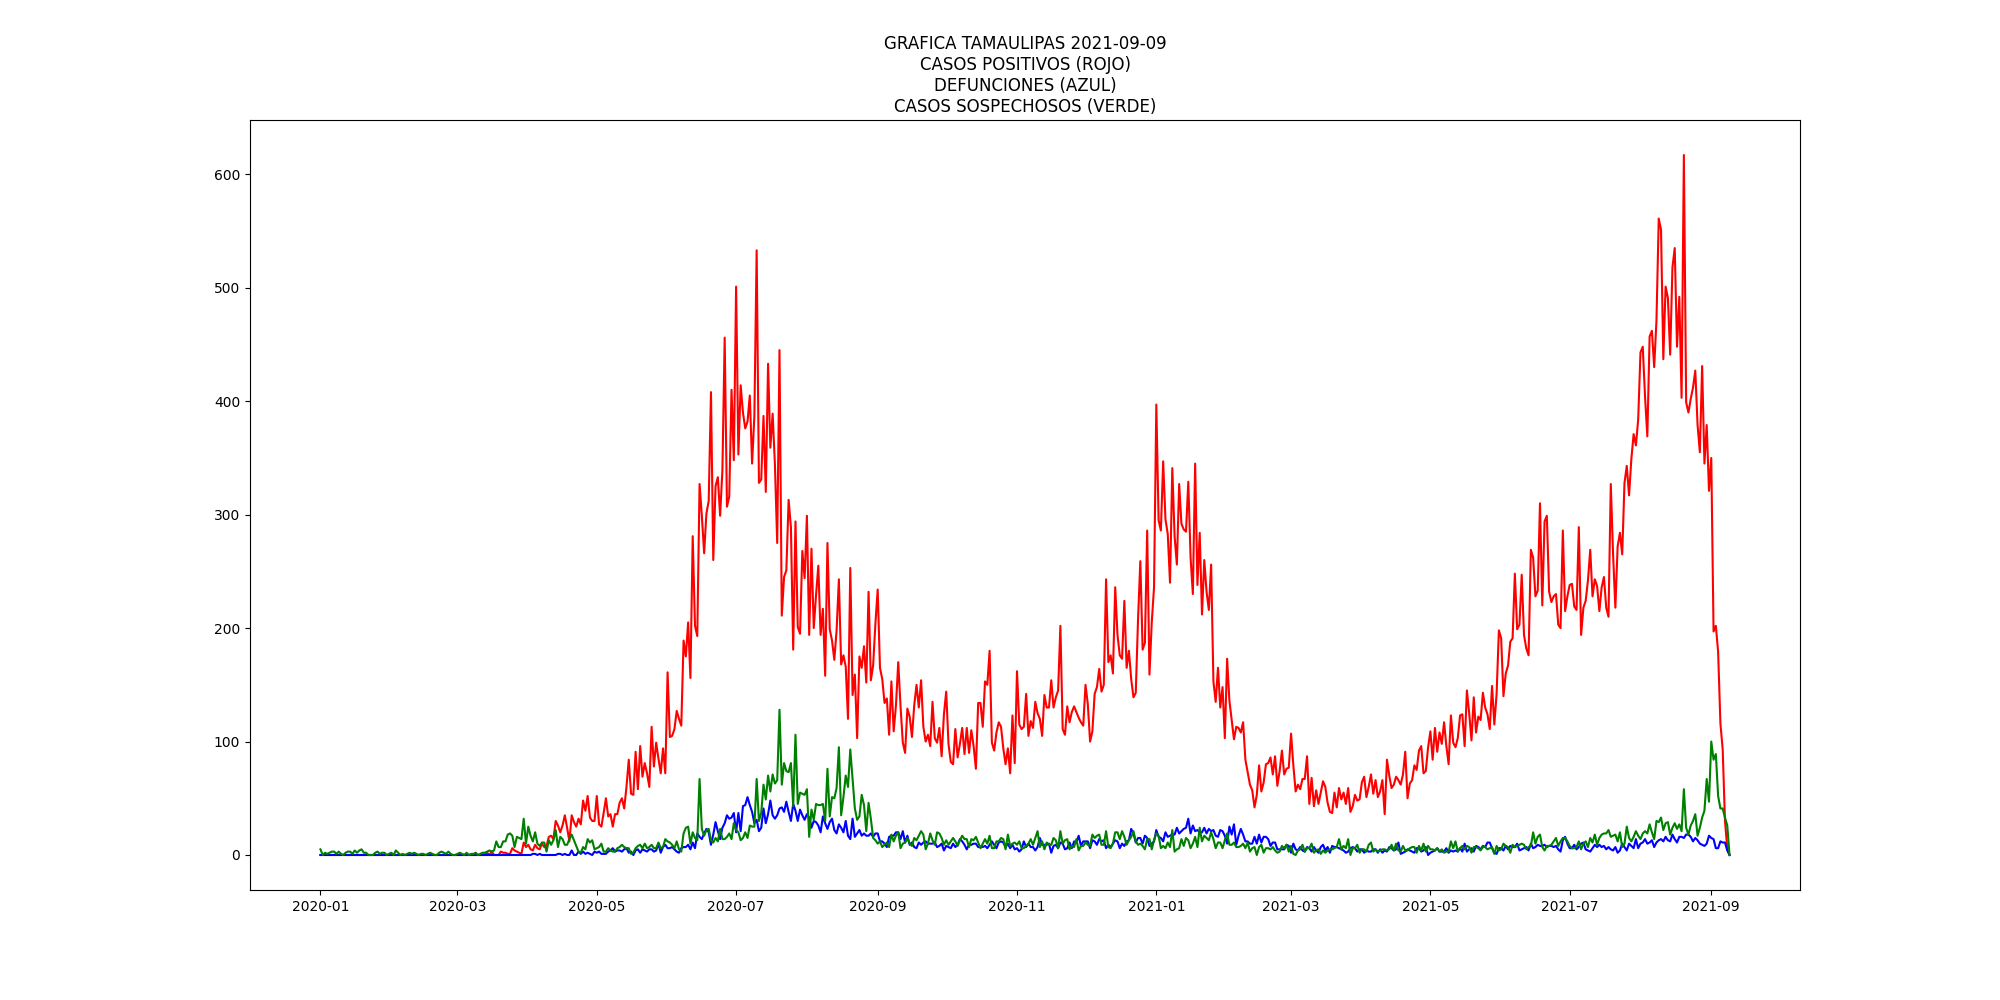 GRAFICA TAMAULIPAS 2021-09-09
CASOS POSITIVOS (ROJO)
DEFUNCIONES (AZUL)
CASOS SOSPECHOSOS (VERDE)
600
500
400
300
200
100
0
2020-01 2020-03 2020-05 2020-07 2020-09 2020-11 2021-01 2021-03 2021-05 2021-07 2021-09